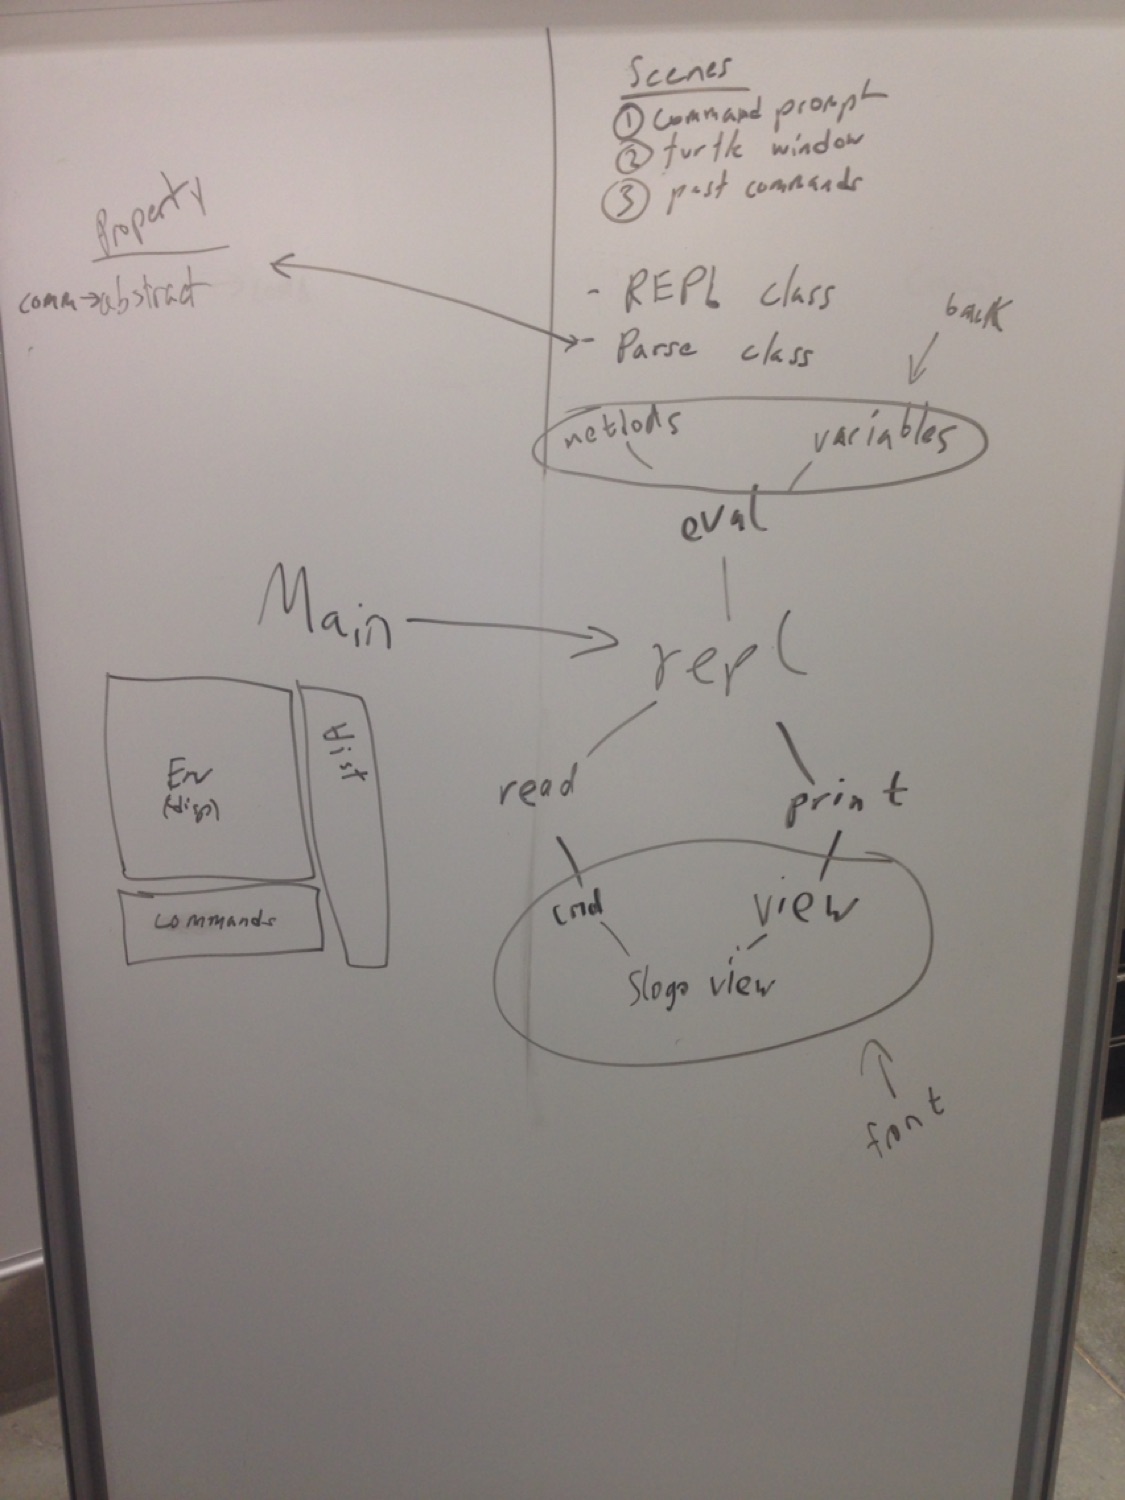 Scenes
① command prompt
② turtle window
③ past commands
Property
comm→abstract
- REPL class
- Parse class
back
methods
variables
eval
Main
repl
read
print
Env
(disp)
Commands
cmd
view
Slogo view
front